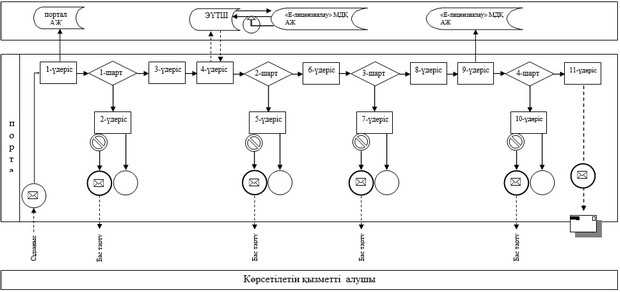 портал
АЖ
ЭҮТШ
«Е-лицензиялау» МДҚ
АЖ
«Е-лицензиялау» МДҚ
АЖ
1-үдеріс
1-шарт
3-үдеріс
4-үдеріс
2-шарт
6-үдеріс
3-шарт
8-үдеріс
9-үдеріс
4-шарт
11-үдеріс
2-үдеріс
5-үдеріс
7-үдеріс
10-үдеріс
п
о
р
т
а
Сұраныс
Бас тарту
Бас тарту
Бас тарту
Бас тарту
Көрсетілетін қызметті алушы